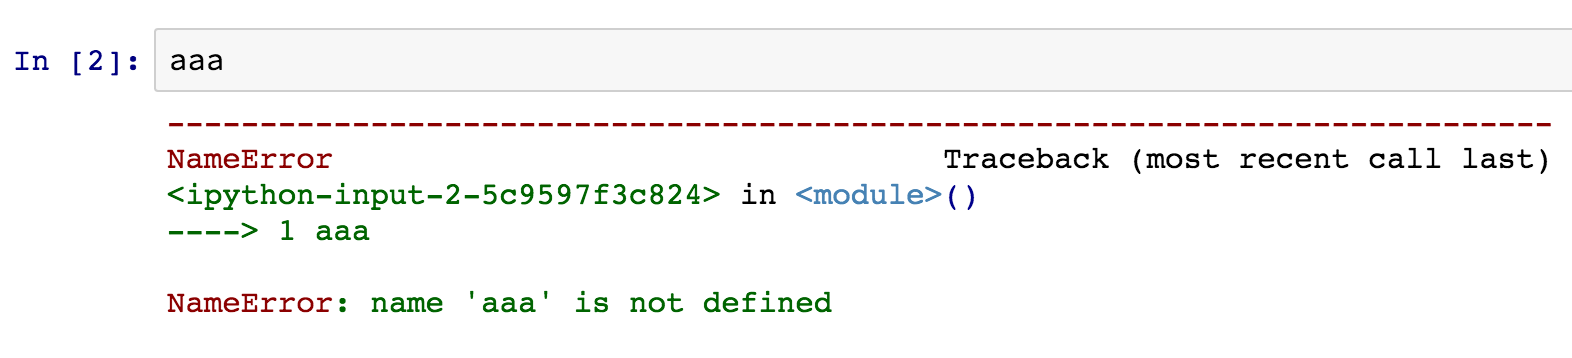 In [2]: aaa
---------------------------------------------------------------------------
NameError                                 Traceback (most recent call last)
<ipython-input-2-5c9597f3c824> in <module>()
----> 1 aaa
NameError: name 'aaa' is not defined